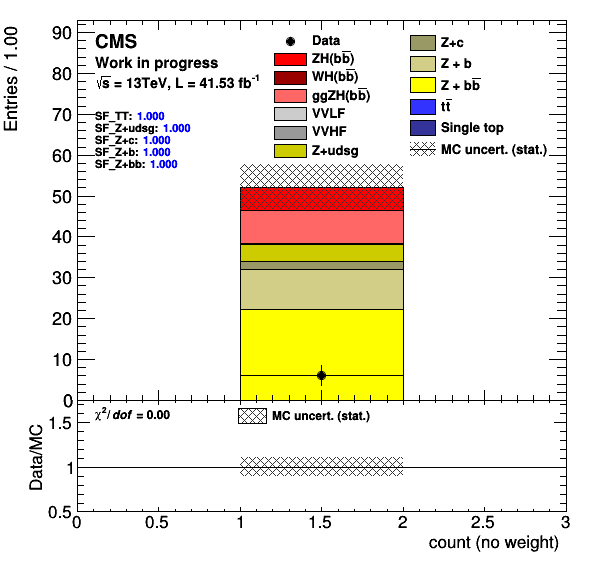 Entries / 1.00
90
80
70
60
50
40
30
20
10
0
CMS
Work in progress
√s = 13TeV, L = 41.53 fb⁻¹
SF_TT: 1.000
SF_Z+udsg: 1.000
SF_Z+c: 1.000
SF_Z+b: 1.000
SF_Z+bb: 1.000
Data
ZH(bb̅)
WH(bb̅)
ggZH(bb̅)
VVLF
VVHF
Z+udsg
Z+c
Z + b
Z + bb̅
tt̅
Single top
MC uncert. (stat.)
χ²/dof = 0.00
MC uncert. (stat.)
Data/MC
1.5
1
0.5
0 0.5 1 1.5 2 2.5 3
count (no weight)